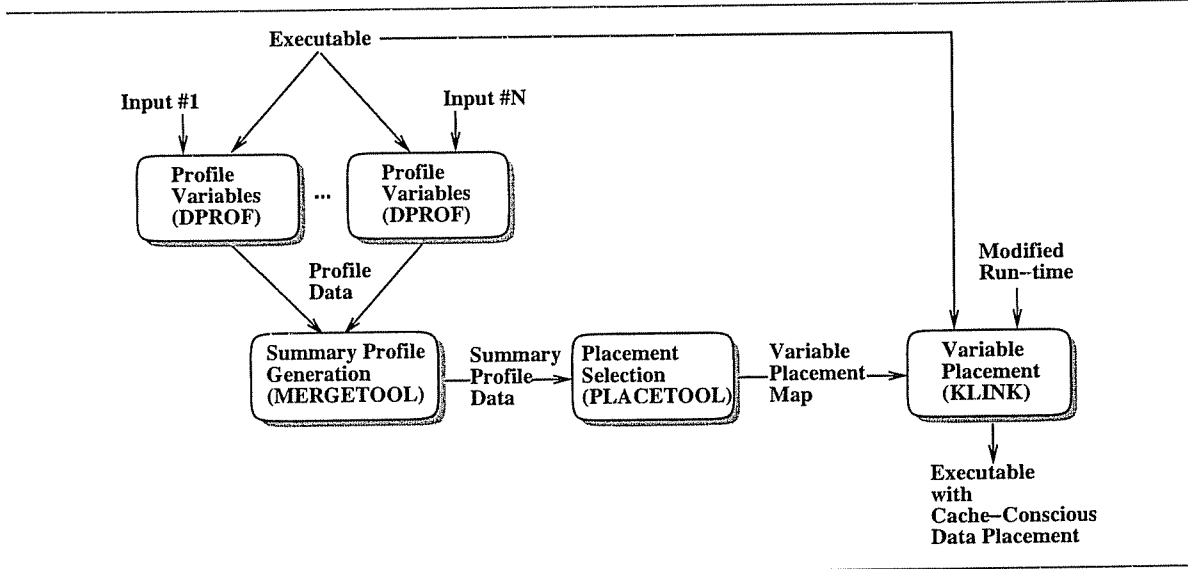 Executable
Input #1
Input #N
Profile
Variables
(DPROF)
...
Profile
Variables
(DPROF)
Profile
Data
Modified
Run-time
Summary Profile
Generation
(MERGETOOL)
Summary
Profile
Data
Placement
Selection
(PLACETOOL)
Variable
Placement
Map
Variable
Placement
(KLINK)
Executable
with
Cache-Conscious
Data Placement